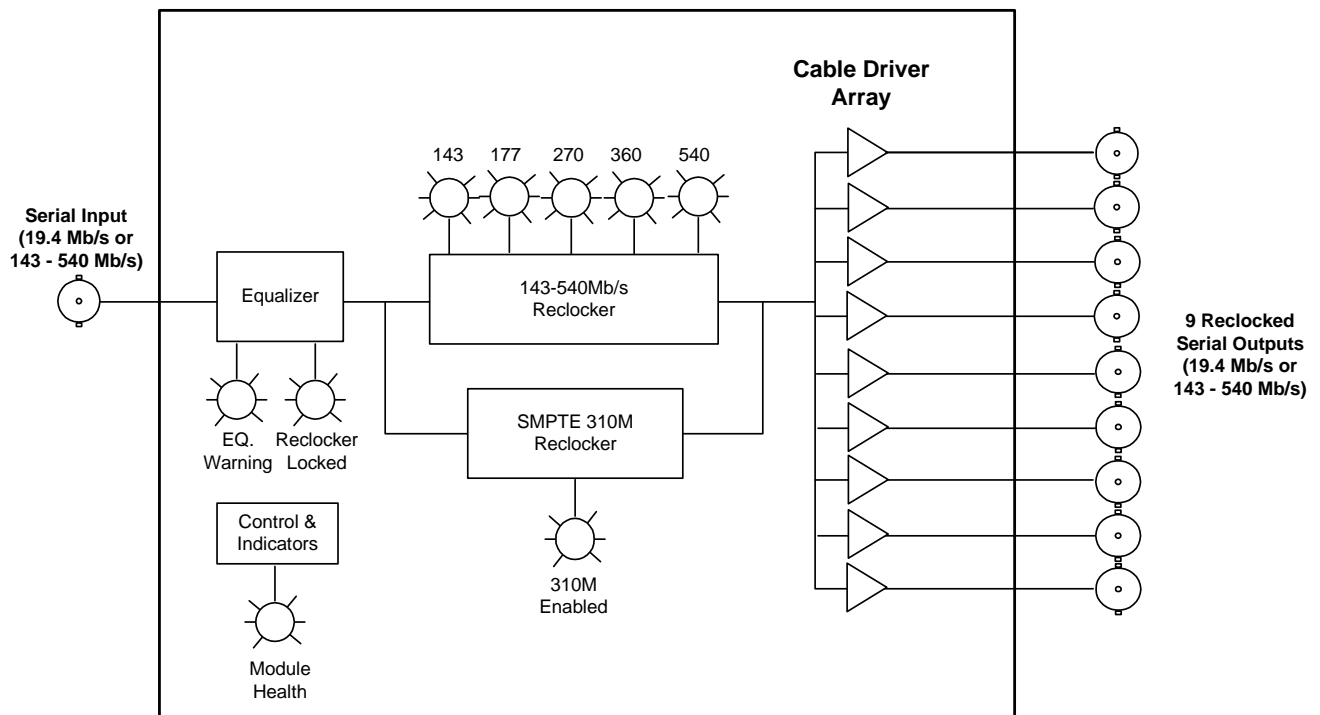 Cable Driver
Array
143
177
270
360
540
Serial Input
(19.4 Mb/s or
143 - 540 Mb/s)
Equalizer
143-540Mb/s
Reclocker
9 Reclocked
Serial Outputs
(19.4 Mb/s or
143 - 540 Mb/s)
SMPTE 310M
Reclocker
EQ.
Warning
Reclocker
Locked
Control &
Indicators
310M
Enabled
Module
Health